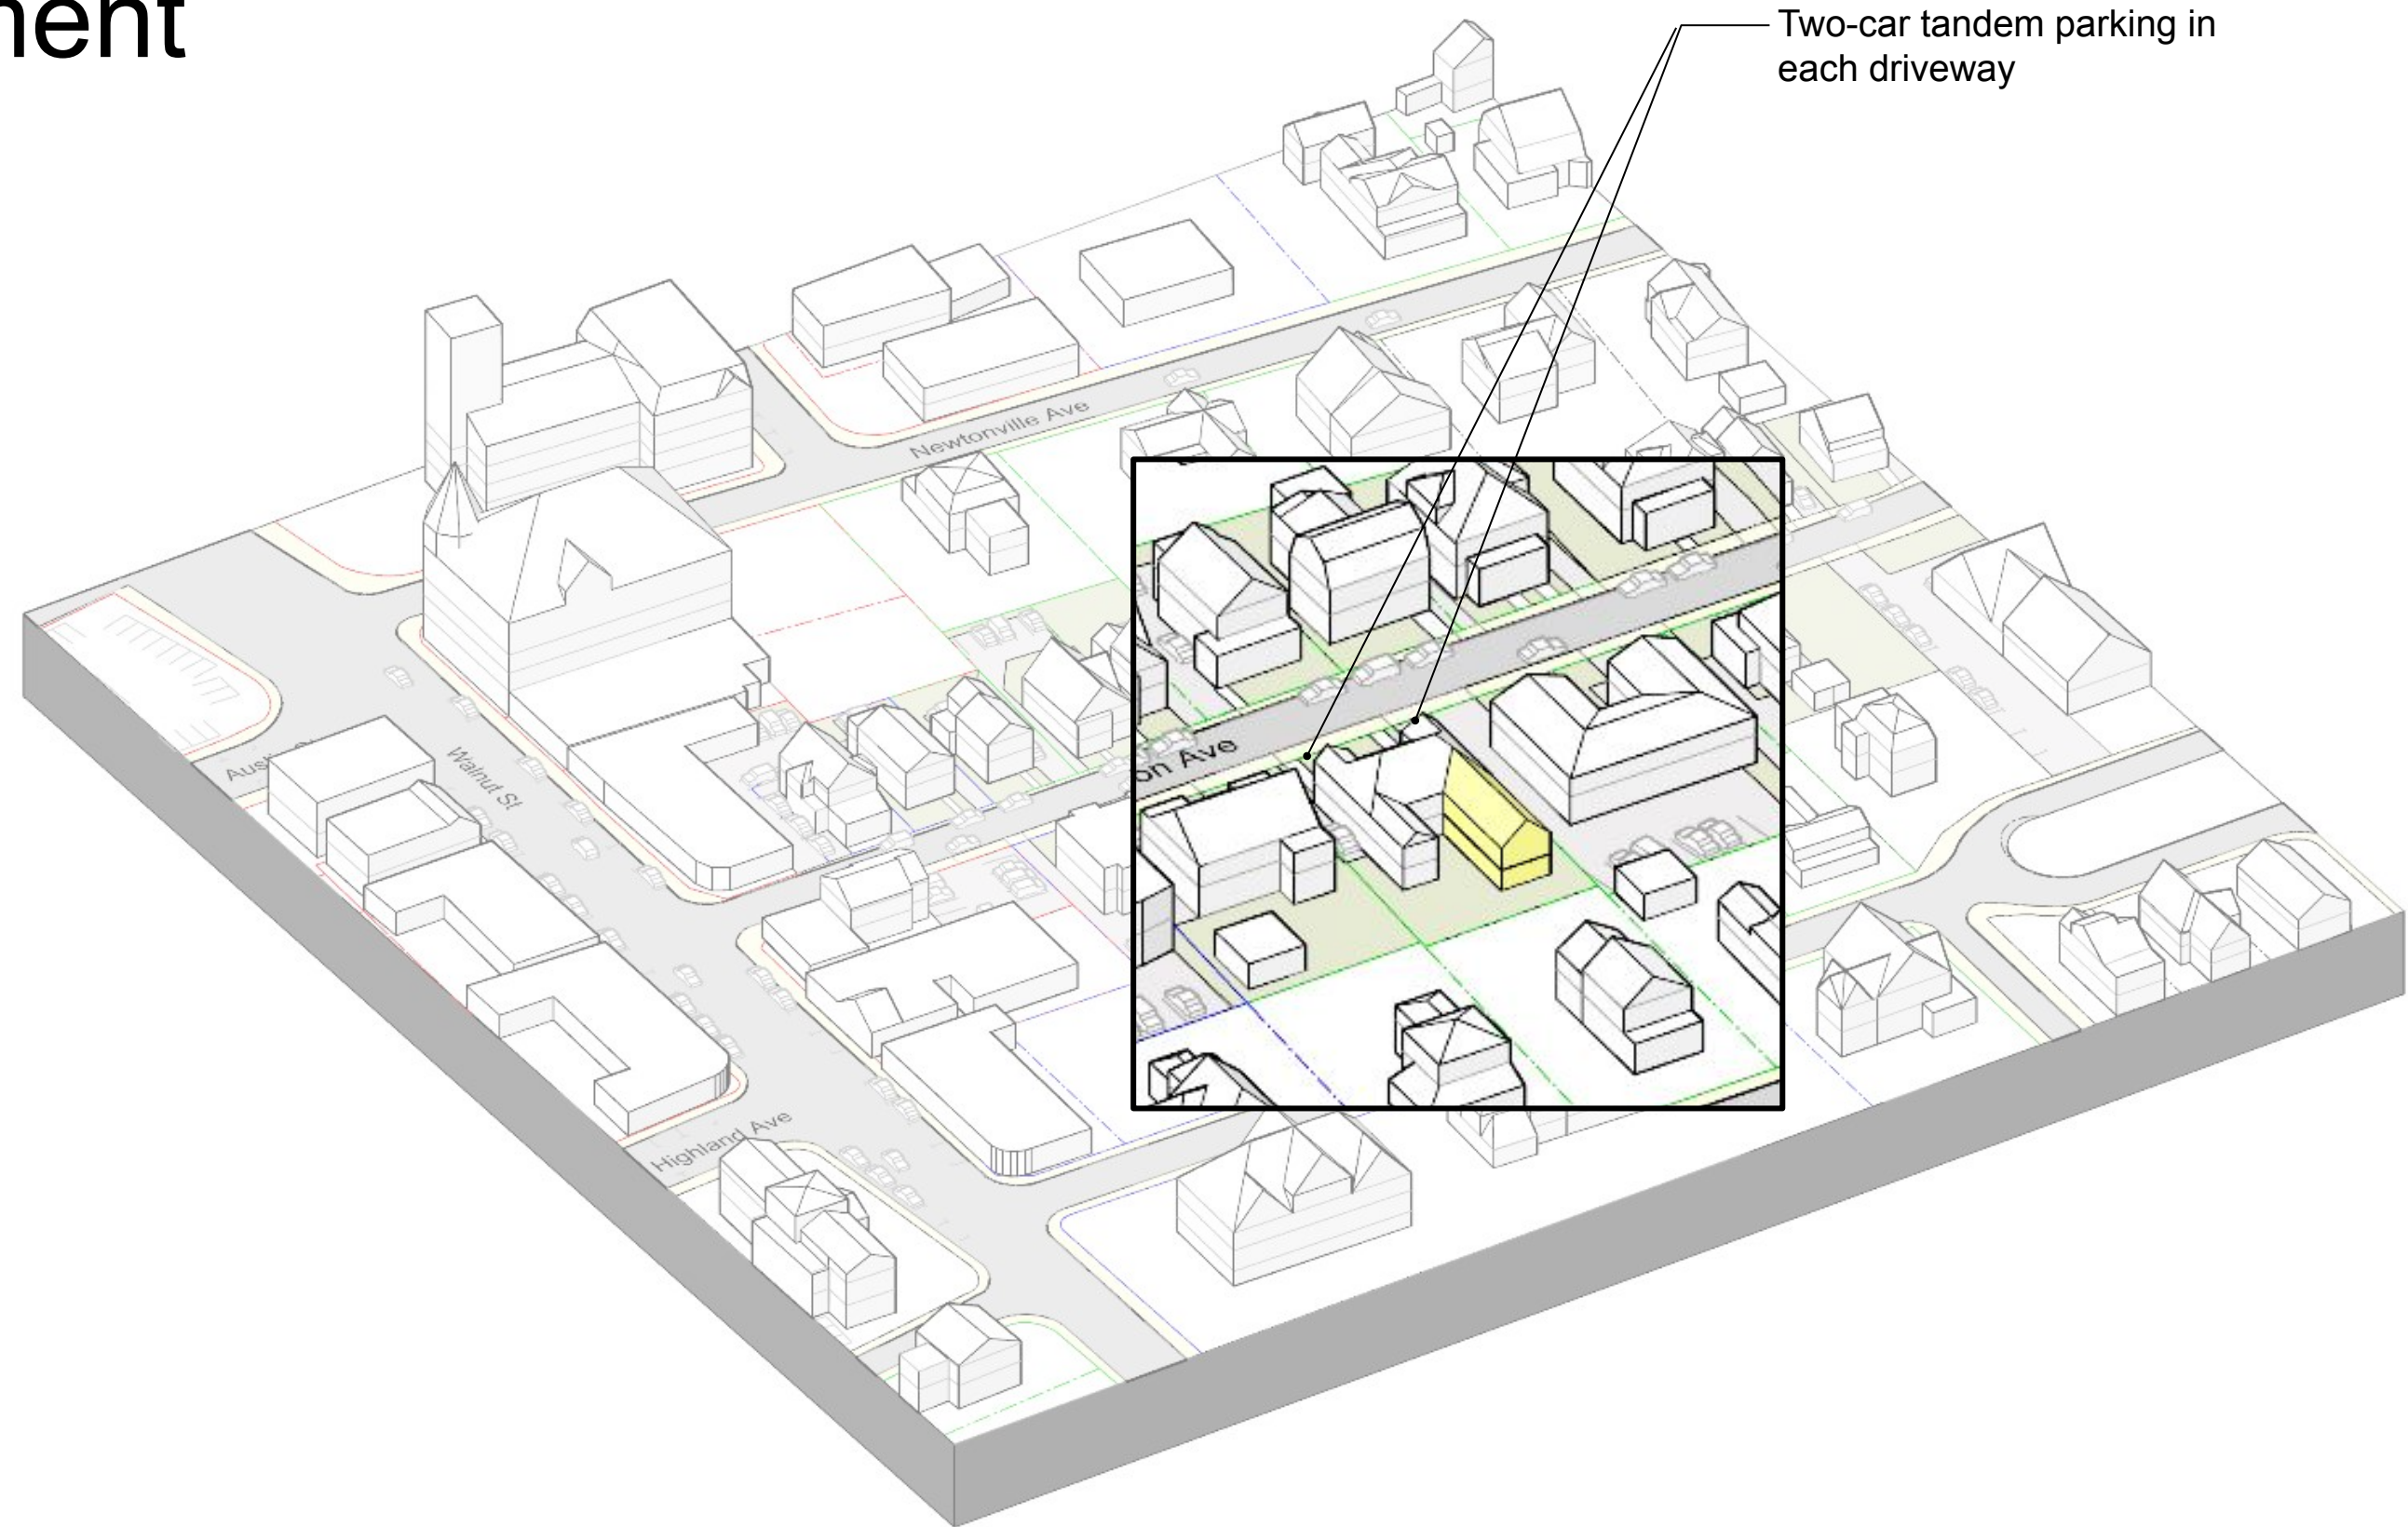 ment
Two-car tandem parking in
each driveway
Newtonville Ave
Walnut St
on Ave
Highland Ave